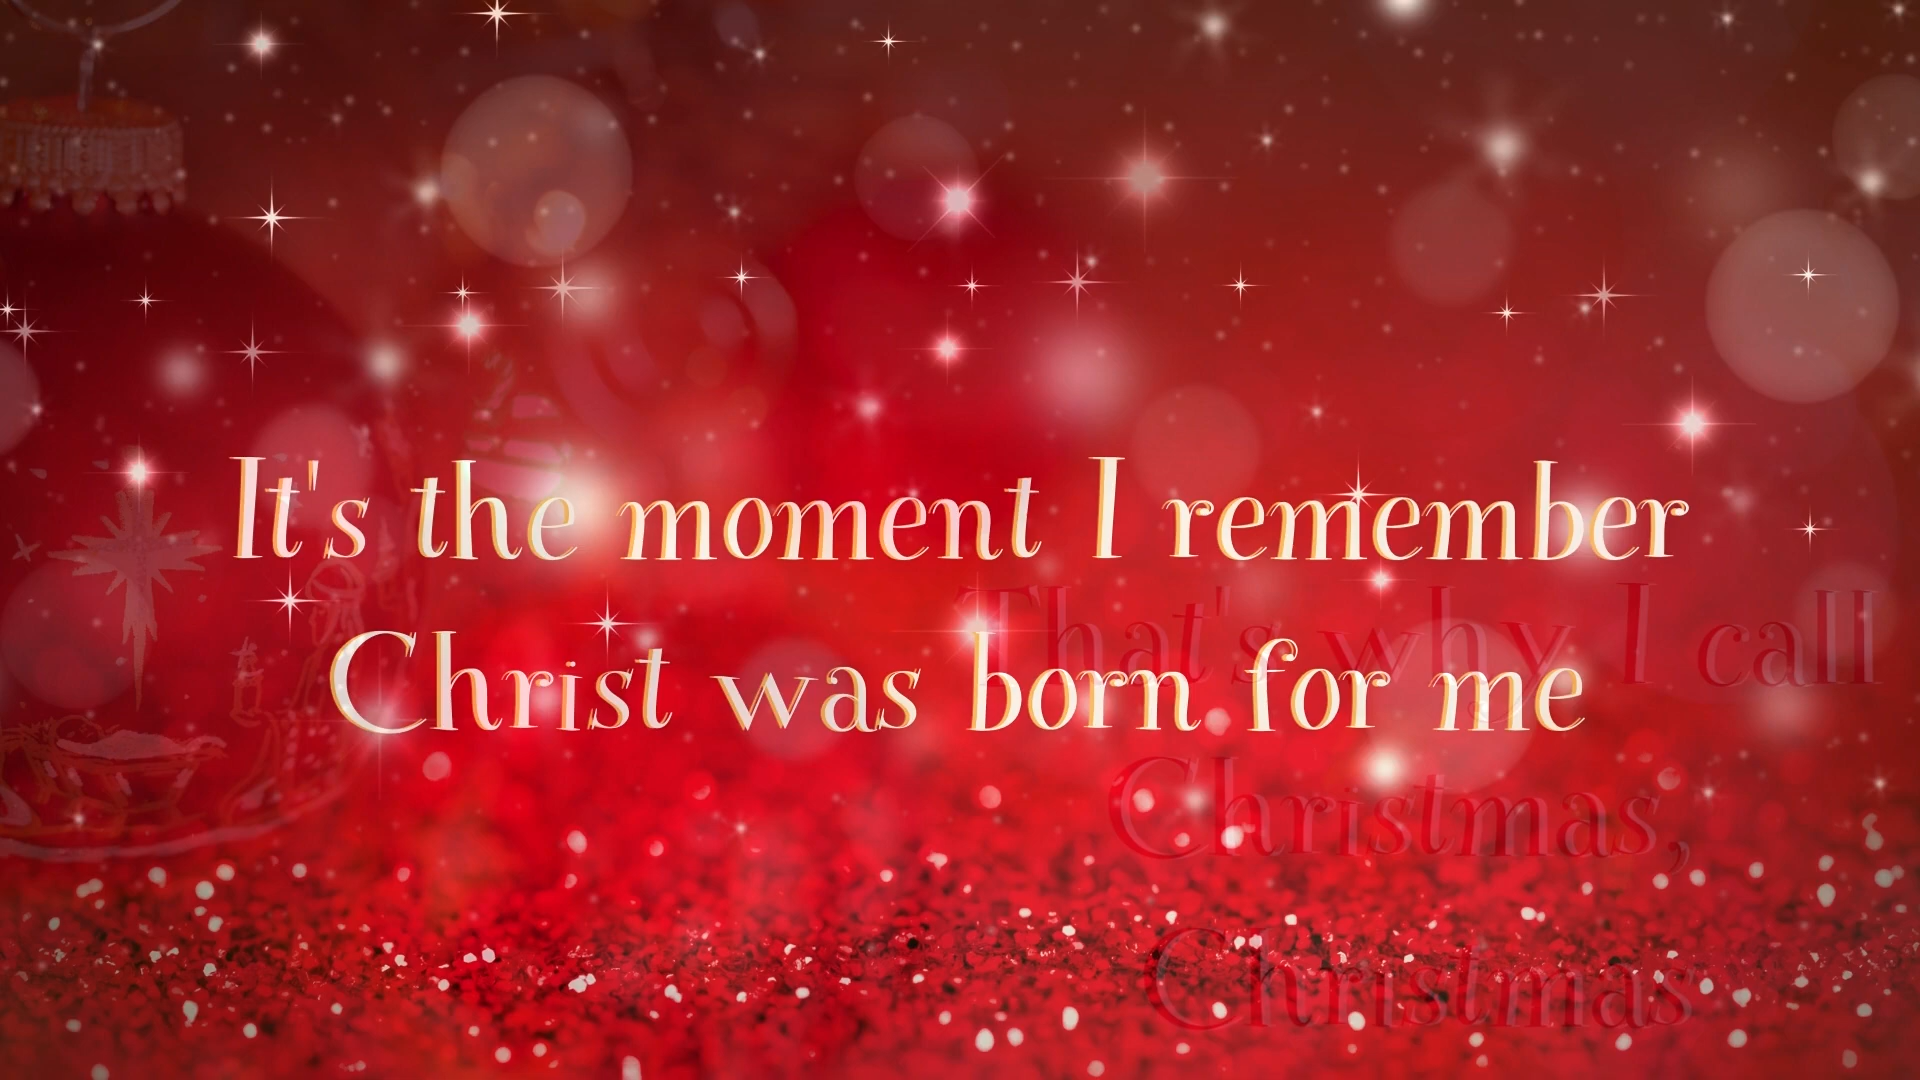 It's the moment I remember
Christ was born for me
That's why I call
Christmas,
Christmas